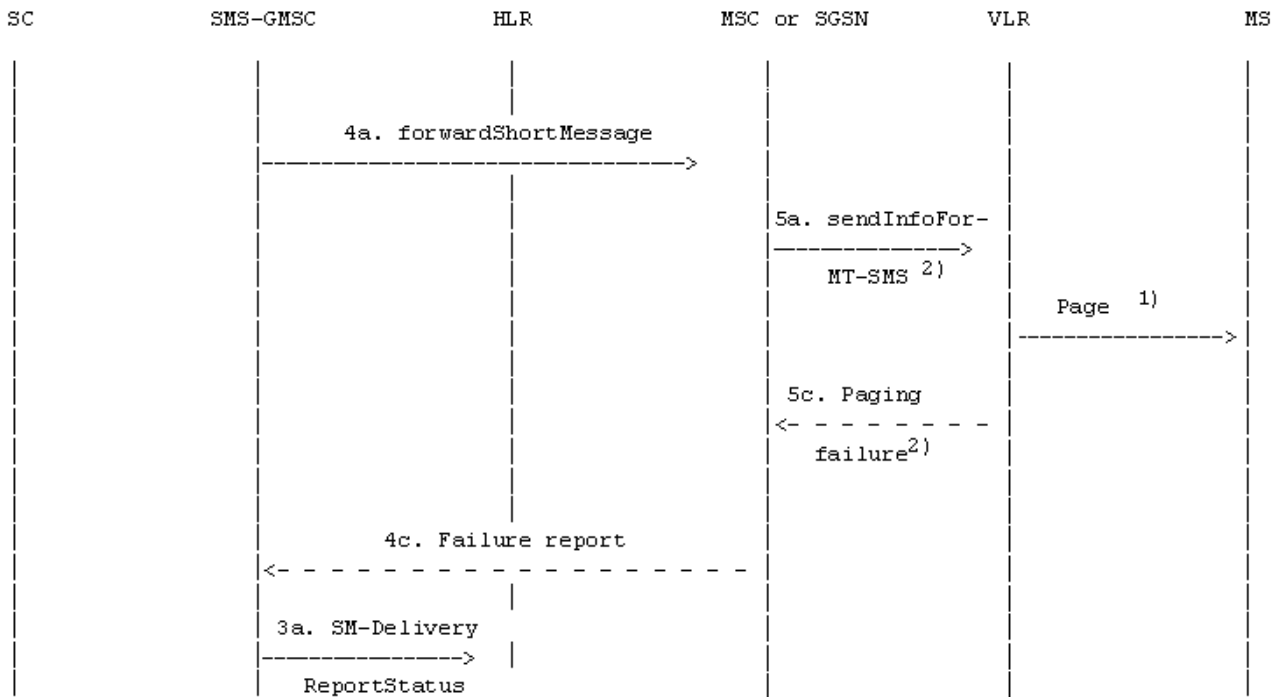 SC SMS-GMSC HLR MSC or SGSN VLR MS
4a. forwardShortMessage
5a. sendInfoFor-
MT-SMS 2)
Page 1)
5c. Paging
failure2)
4c. Failure report
3a. SM-Delivery
ReportStatus